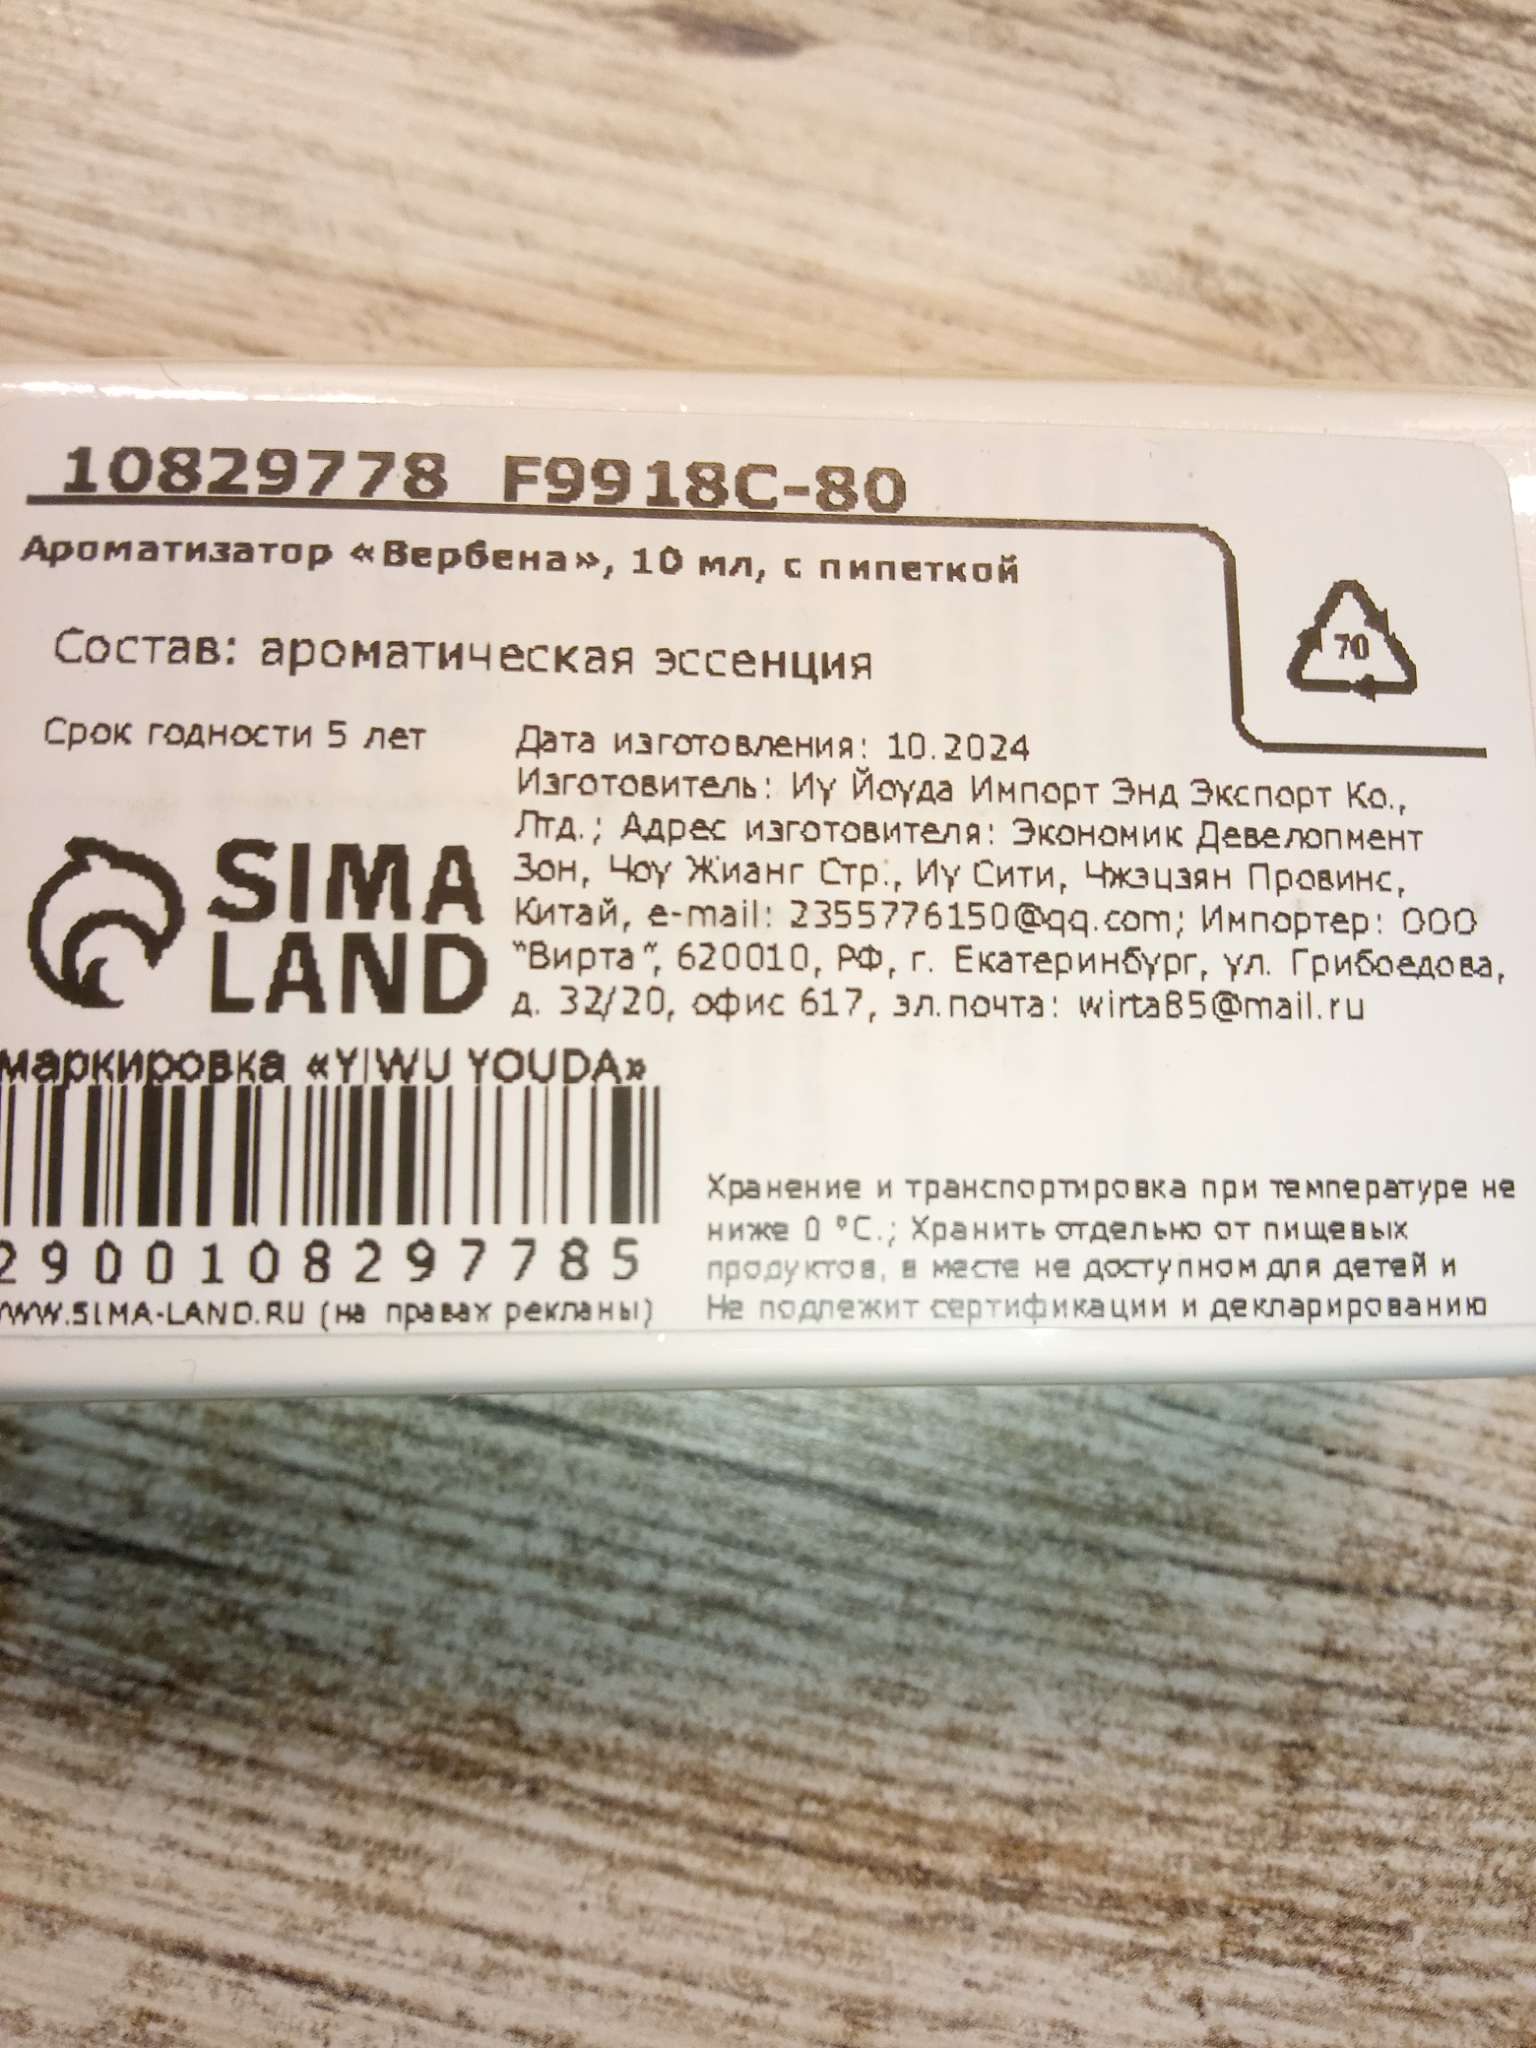 10829778 F9918C-80
Ароматизатор «Вербена», 10 мл, с пипеткой
70
Состав: ароматическая эссенция
Срок годности 5 лет
Дата изготовления: 10.2024
Изготовитель: Иу Йоуда Импорт Энд Экспорт Ко.,
Лтд.; Адрес изготовителя: Экономик Девелопмент
Зон, Чоу Жианг Стр., Иу Сити, Чжэцзян Провинс,
Китай, e-mail: 2355776150@qq.com; Импортер: ООО
"Вирта", 620010, РФ, г. Екатеринбург, ул. Грибоедова,
д. 32/20, офис 617, эл.почта: wirta85@mail.ru
SIMA
LAND
маркировка «YIWU YOUDA»
2900108297785
WWW.SIMA-LAND.RU (на правах рекламы)
Хранение и транспортировка при температуре не
ниже 0 °С.; Хранить отдельно от пищевых
продуктов, в месте не доступном для детей и
Не подлежит сертификации и декларированию